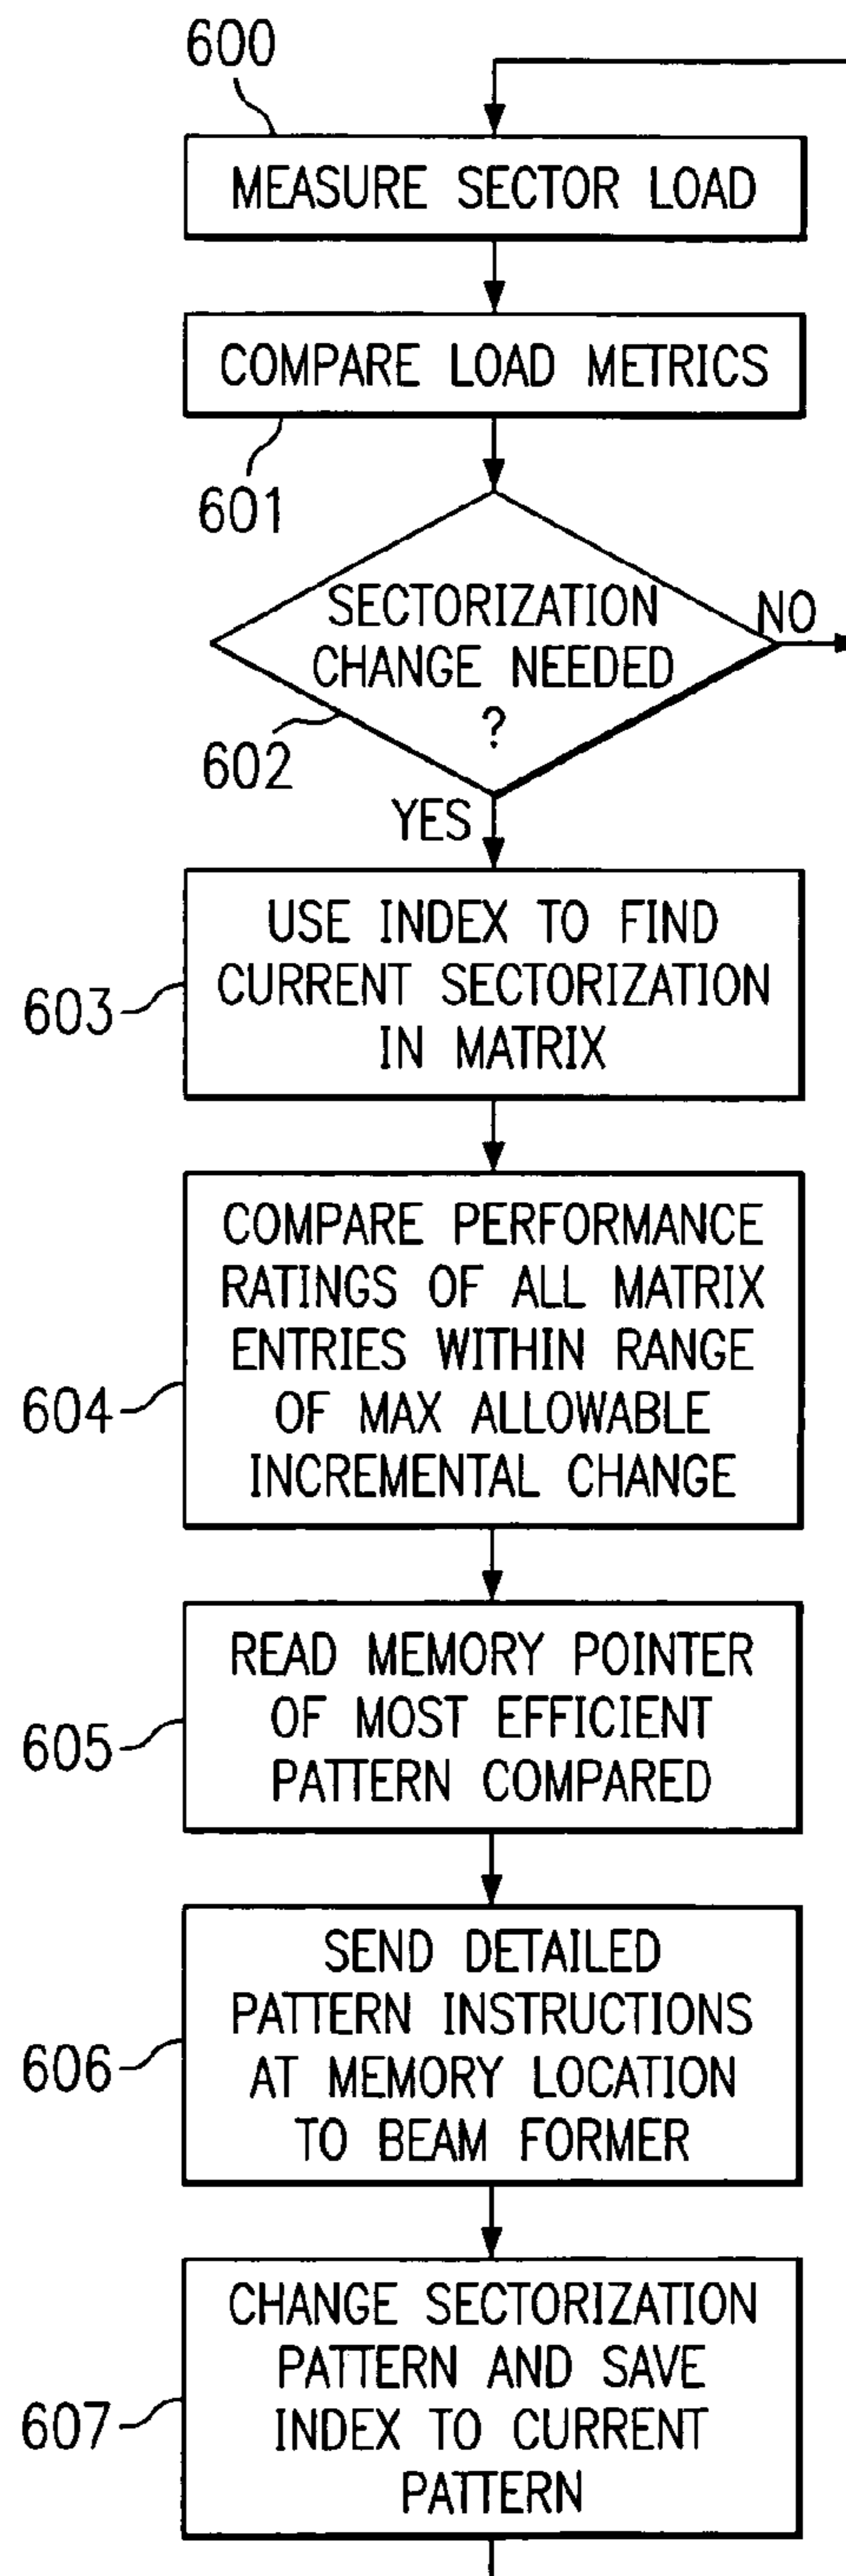 600
MEASURE SECTOR LOAD
COMPARE LOAD METRICS
601
SECTORIZATION
CHANGE NEEDED
?
NO
602
YES
USE INDEX TO FIND
CURRENT SECTORIZATION
IN MATRIX
603
COMPARE PERFORMANCE
RATINGS OF ALL MATRIX
ENTRIES WITHIN RANGE
OF MAX ALLOWABLE
INCREMENTAL CHANGE
604
READ MEMORY POINTER
OF MOST EFFICIENT
PATTERN COMPARED
605
SEND DETAILED
PATTERN INSTRUCTIONS
AT MEMORY LOCATION
TO BEAM FORMER
606
CHANGE SECTORIZATION
PATTERN AND SAVE
INDEX TO CURRENT
PATTERN
607